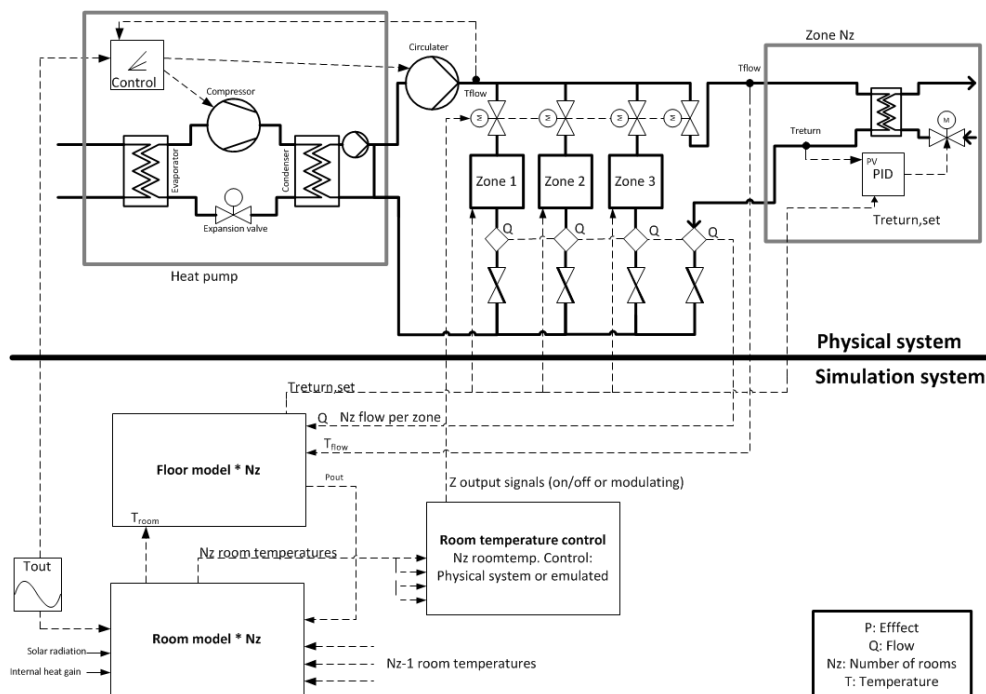 Zone Nz
Circulater
Control
Tflow
Compressor
Tflow
M
M
M
M
M
Treturn
Evaporator
Condenser
PV
PID
Zone 1
Zone 2
Zone 3
Treturn,set
Expansion valve
Q
Q
Q
Q
Heat pump
Physical system
Simulation system
Treturn,set
Q
Nz flow per zone
Tflow
Floor model * Nz
Pout
Z output signals (on/off or modulating)
Troom
Room temperature control
Nz room temperatures
Nz roomtemp. Control:
Physical system or emulated
Tout
Room model * Nz
Solar radiation
Internal heat gain
Nz-1 room temperatures
P: Efffect
Q: Flow
Nz: Number of rooms
T: Temperature